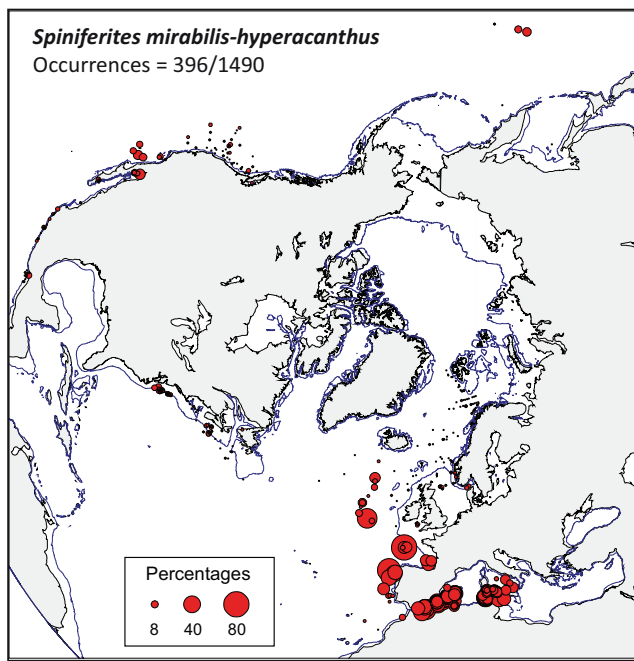 Spiniferites mirabilis-hyperacanthus
Occurrences = 396/1490
Percentages
8 40 80